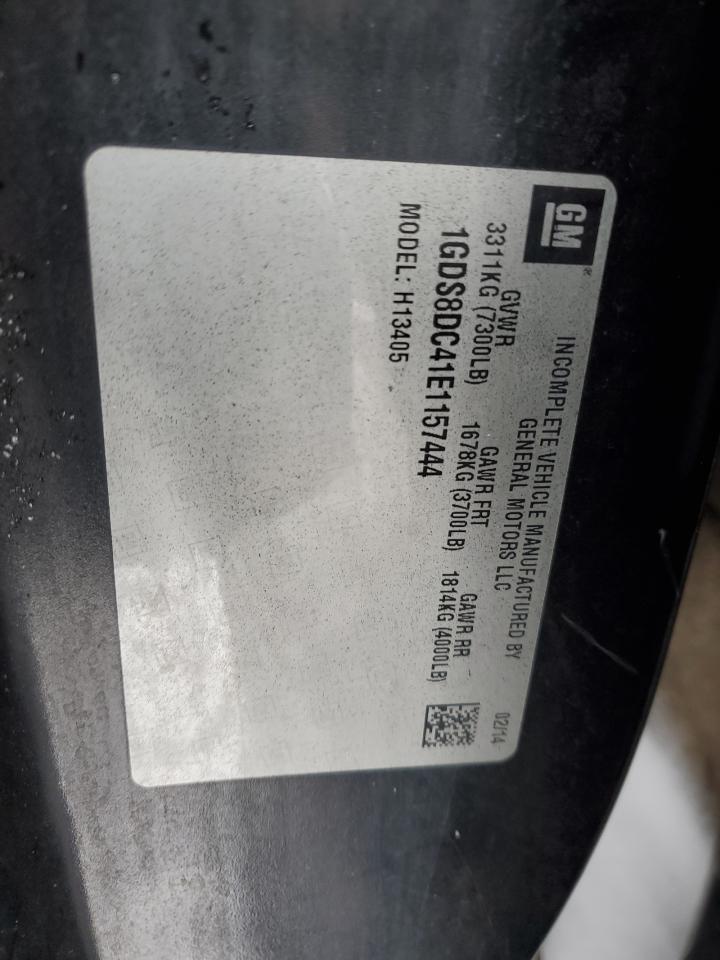 GM®
INCOMPLETE VEHICLE MANUFACTURED BY
GENERAL MOTORS LLC
02/14
GVWR GAWR FRT GAWR RR
3311KG (7300LB) 1678KG (3700LB) 1814KG (4000LB)
1GDS8DC41E1157444
MODEL: H13405